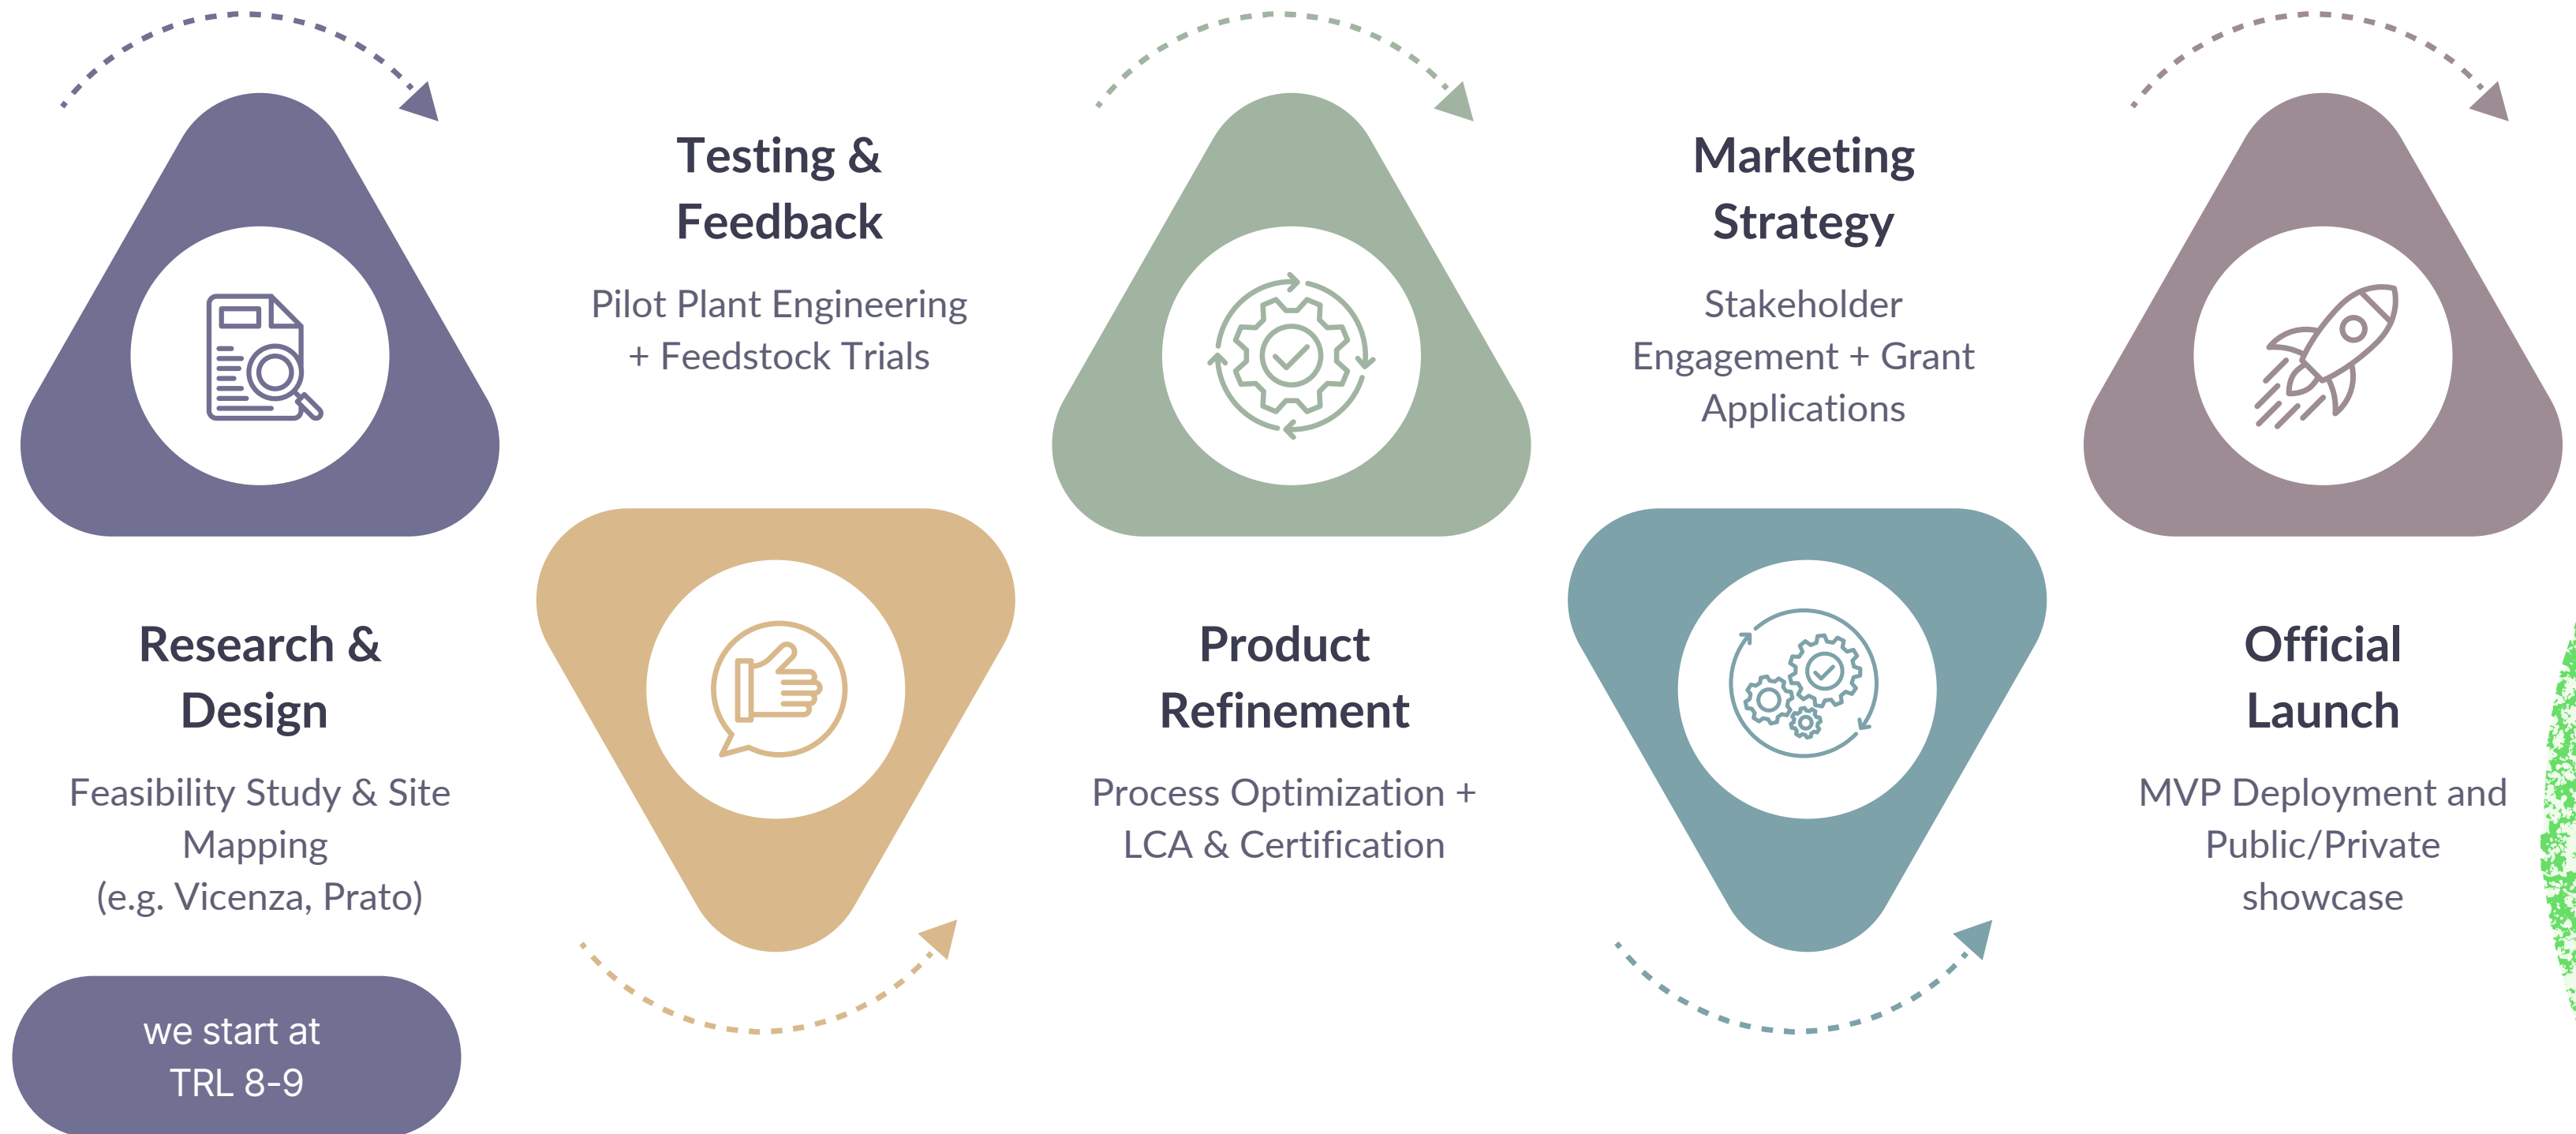 Research &
Design
Feasibility Study & Site
Mapping
(e.g. Vicenza, Prato)
we start at
TRL 8-9
Testing &
Feedback
Pilot Plant Engineering
+ Feedstock Trials
Product
Refinement
Process Optimization +
LCA & Certification
Marketing
Strategy
Stakeholder
Engagement + Grant
Applications
Official
Launch
MVP Deployment and
Public/Private
showcase